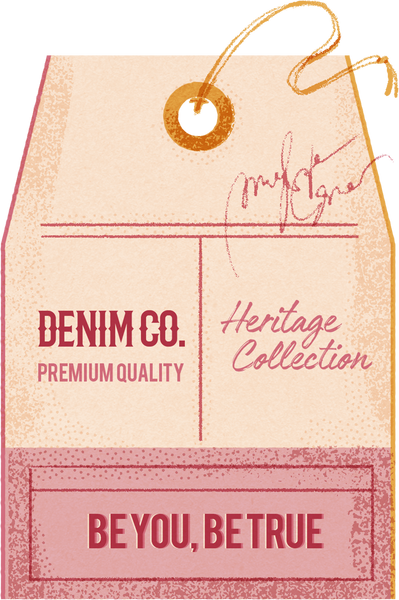 DENIM CO.
PREMIUM QUALITY
Heritage
Collection
BE YOU, BE TRUE